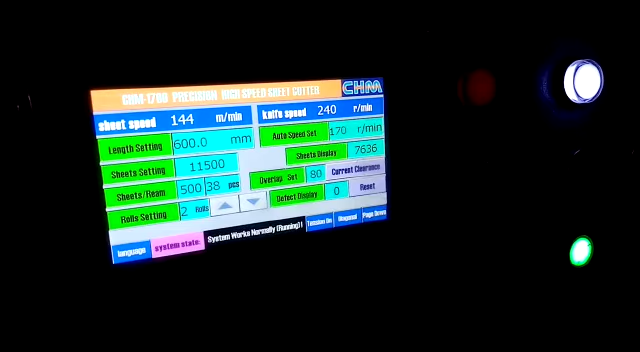 CHM-1700 PRECISION HIGH SPEED SHEET CUTTER CHM
sheet speed 144 m/min knife speed 240 r/min
Length Setting 600.0 mm Auto Speed Set 170 r/min
Sheets Setting 11500 Sheets Display 7636
Sheets/Ream 500 38 pcs Overlap Set 80 Current Clearance
Rolls Setting 2 Rolls Defect Display 0 Reset
language system state: System Works Normally (Running)! Tension On Diagonal Page Down